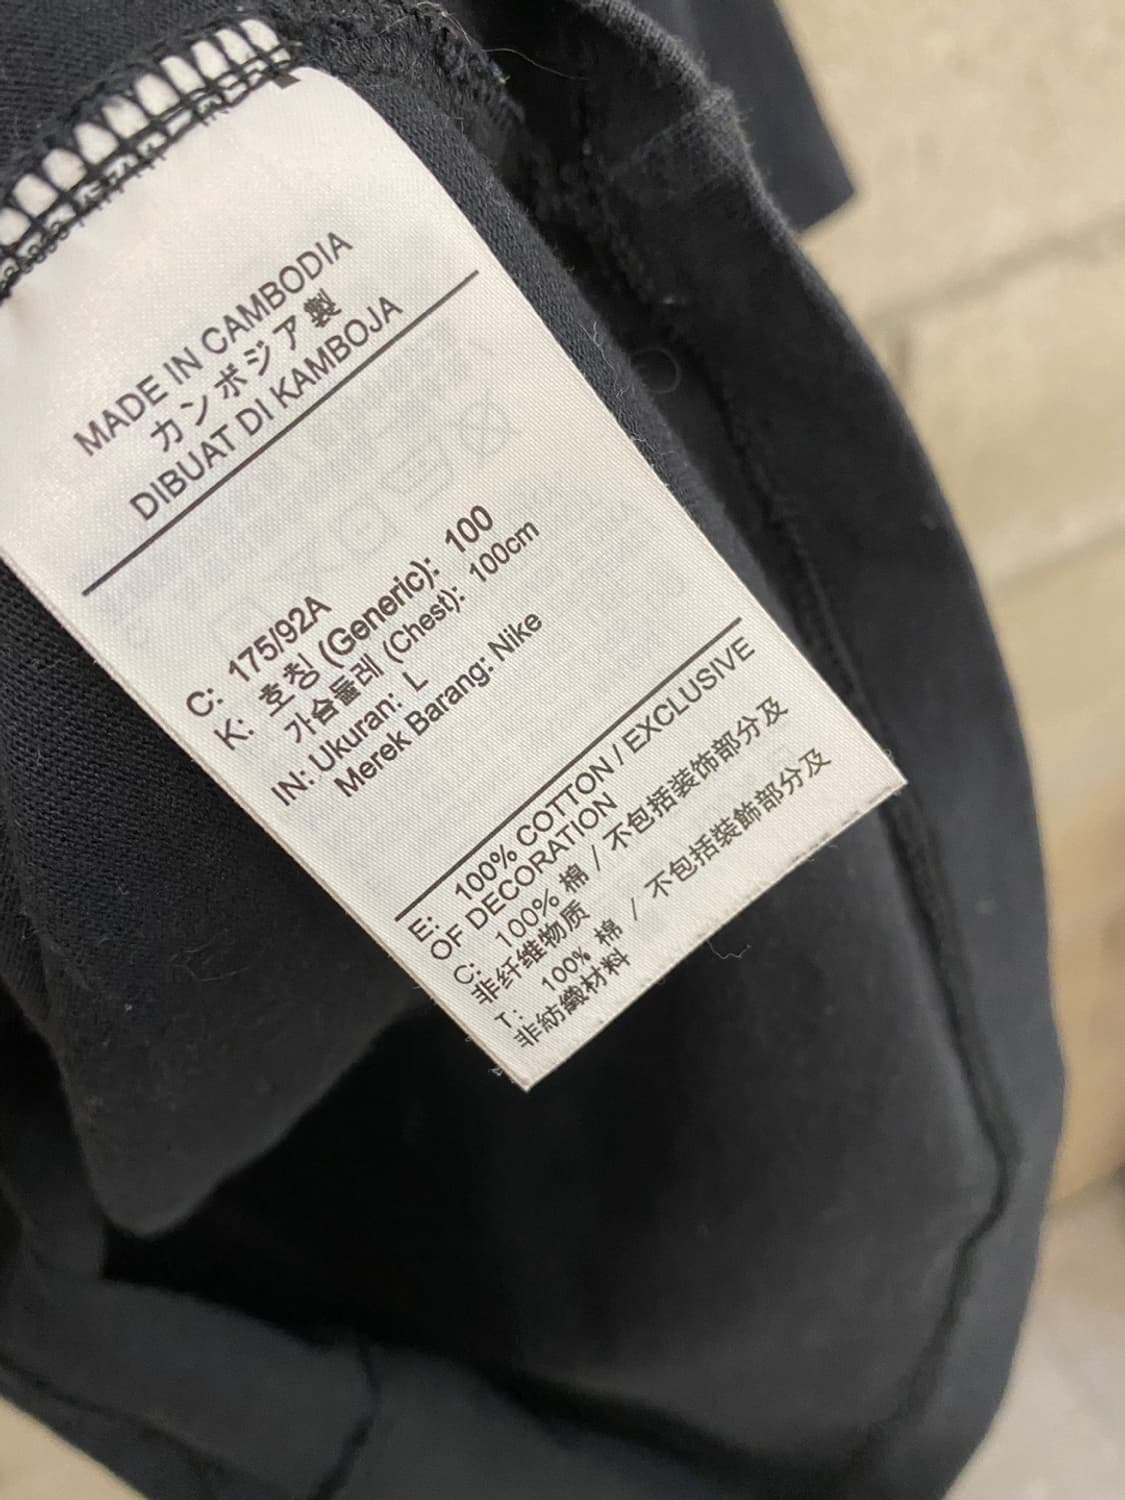 MADE IN CAMBODIA
カンボジア製
DIBUAT DI KAMBOJA
C: 175/92A
K: 호칭 (Generic): 100
가슴둘레 (Chest): 100cm
IN: Ukuran: L
Merek Barang: Nike
E: 100% COTTON / EXCLUSIVE
OF DECORATION
C: 100% 棉 / 不包括装饰部分及
非纤维物质
T: 100% 棉 / 不包括裝飾部分及
非紡織材料